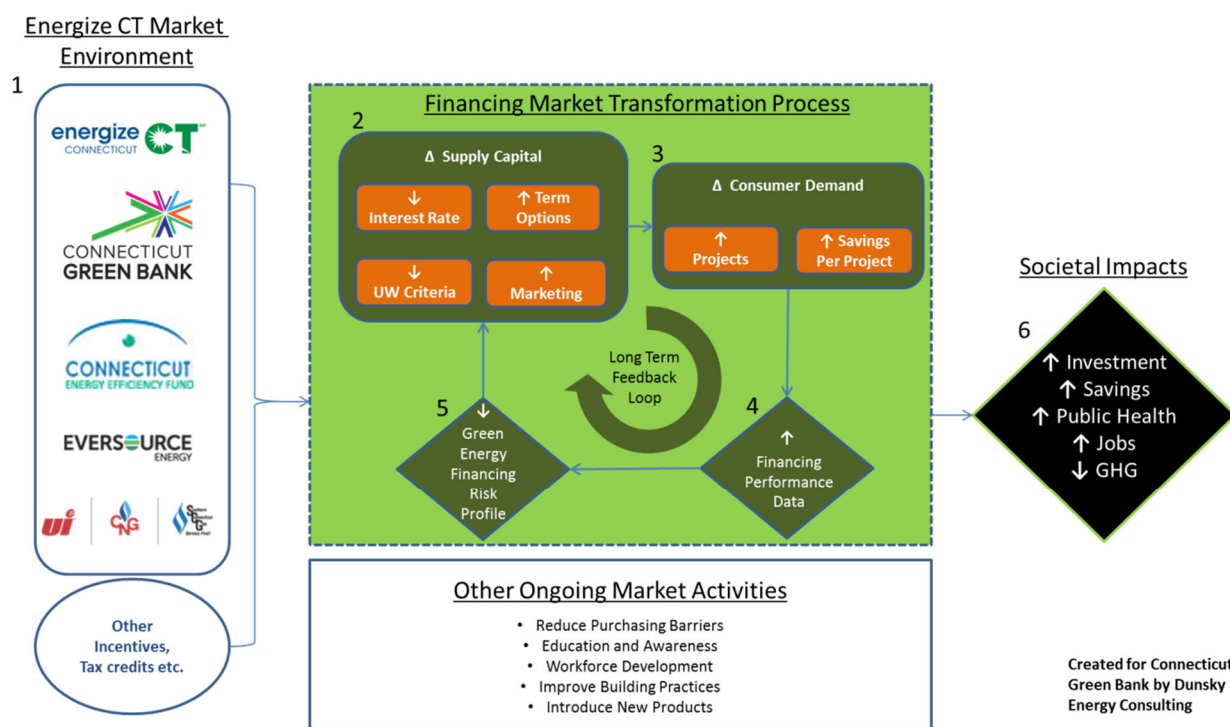 Energize CT Market
Environment
1
energize
CONNECTICUT
CT
CONNECTICUT
GREEN BANK
CONNECTICUT
ENERGY EFFICIENCY FUND
EVERSOURCE
ENERGY
ui
CNG
Southern
Connecticut
Gas
Other
Incentives,
Tax credits etc.
Financing Market Transformation Process
2
Δ Supply Capital
↓
Interest Rate
↑ Term
Options
↓
UW Criteria
↑
Marketing
3
Δ Consumer Demand
↑
Projects
↑ Savings
Per Project
Long Term
Feedback
Loop
4
↑
Financing
Performance
Data
5
↓
Green
Energy
Financing
Risk
Profile
Other Ongoing Market Activities
• Reduce Purchasing Barriers
• Education and Awareness
• Workforce Development
• Improve Building Practices
• Introduce New Products
Societal Impacts
6
↑ Investment
↑ Savings
↑ Public Health
↑ Jobs
↓ GHG
Created for Connecticut
Green Bank by Dunsky
Energy Consulting